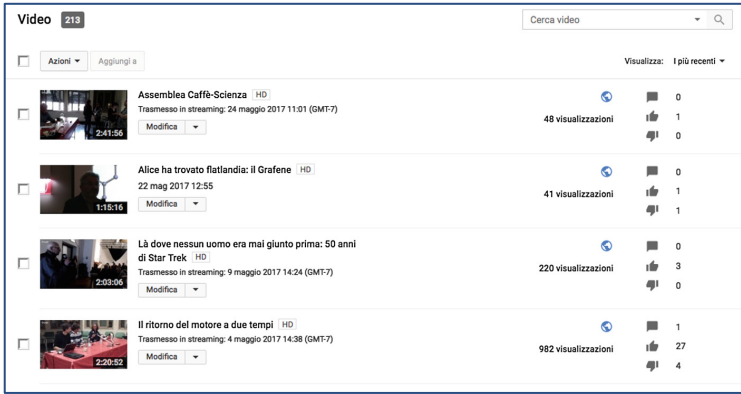 Video 213
Cerca video
Azioni Aggiungi a
Visualizza: I più recenti
Assemblea Caffè-Scienza HD
Trasmesso in streaming: 24 maggio 2017 11:01 (GMT-7)
Modifica
2:41:56
48 visualizzazioni
0
1
0
Alice ha trovato flatlandia: il Grafene HD
22 mag 2017 12:55
Modifica
1:15:16
41 visualizzazioni
0
1
1
Là dove nessun uomo era mai giunto prima: 50 anni
di Star Trek HD
Trasmesso in streaming: 9 maggio 2017 14:24 (GMT-7)
Modifica
2:03:06
220 visualizzazioni
0
3
0
Il ritorno del motore a due tempi HD
Trasmesso in streaming: 4 maggio 2017 14:38 (GMT-7)
Modifica
2:20:52
982 visualizzazioni
1
27
4